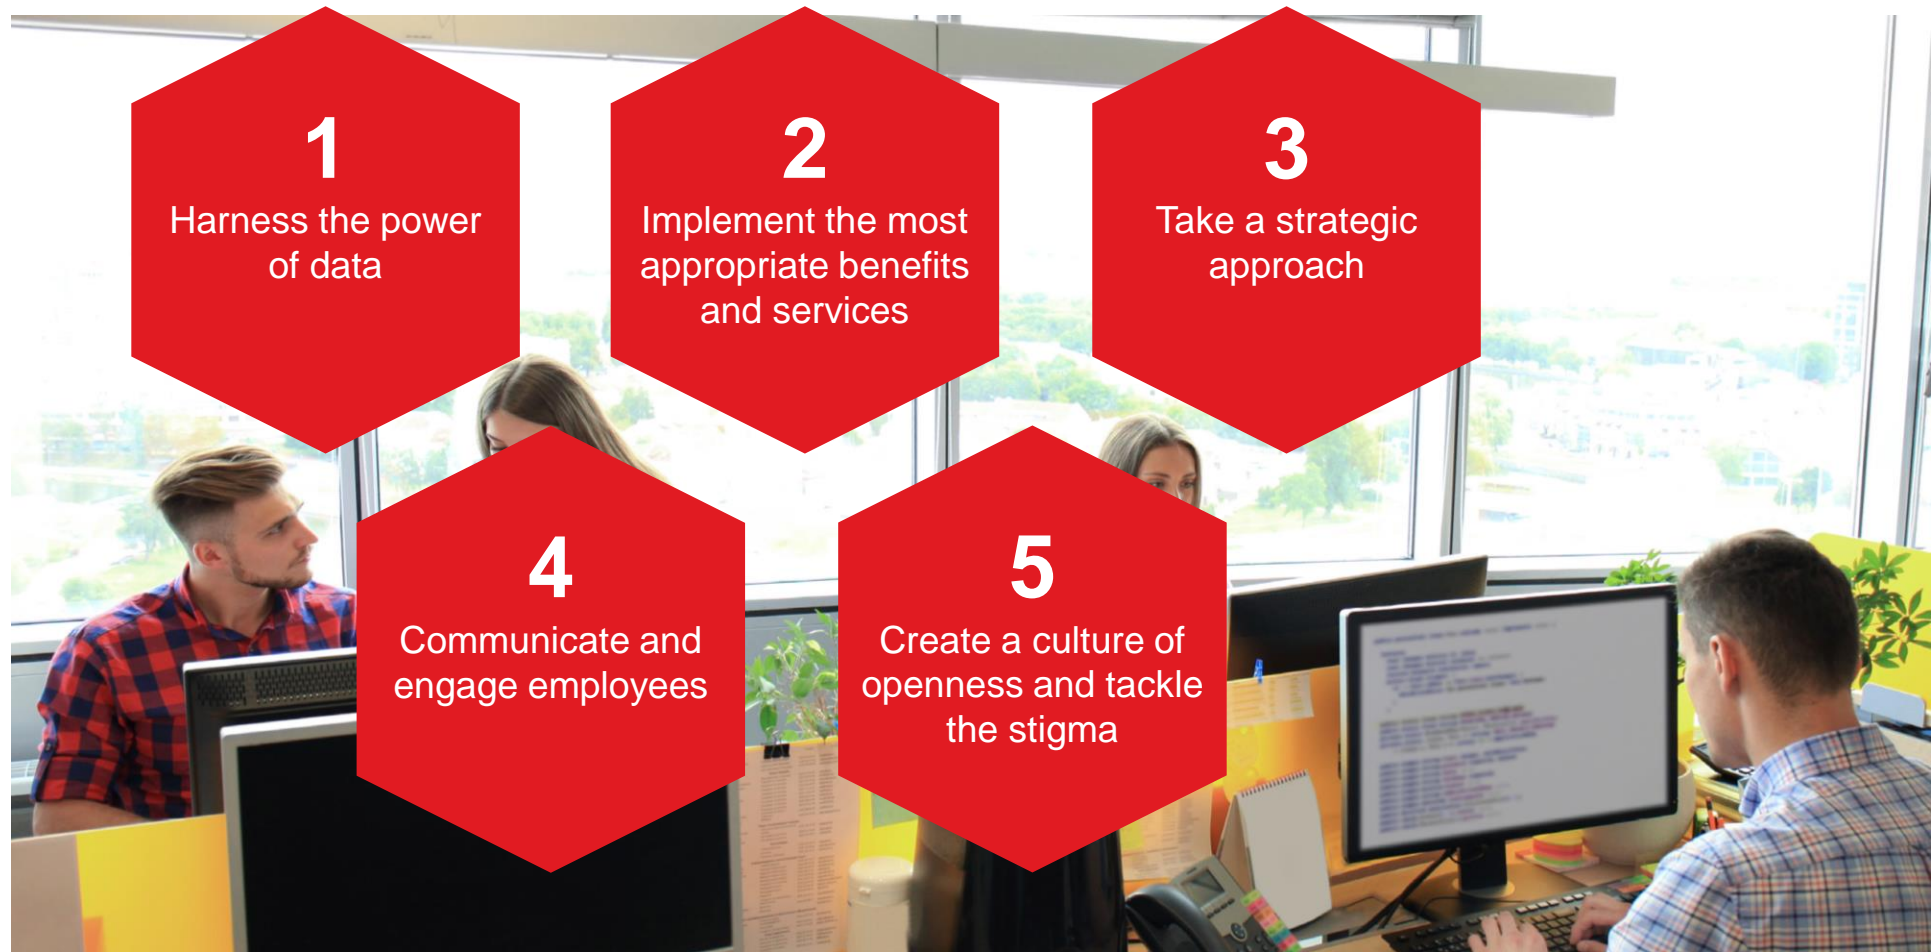 1
Harness the power
of data
2
Implement the most
appropriate benefits
and services
3
Take a strategic
approach
4
Communicate and
engage employees
5
Create a culture of
openness and tackle
the stigma